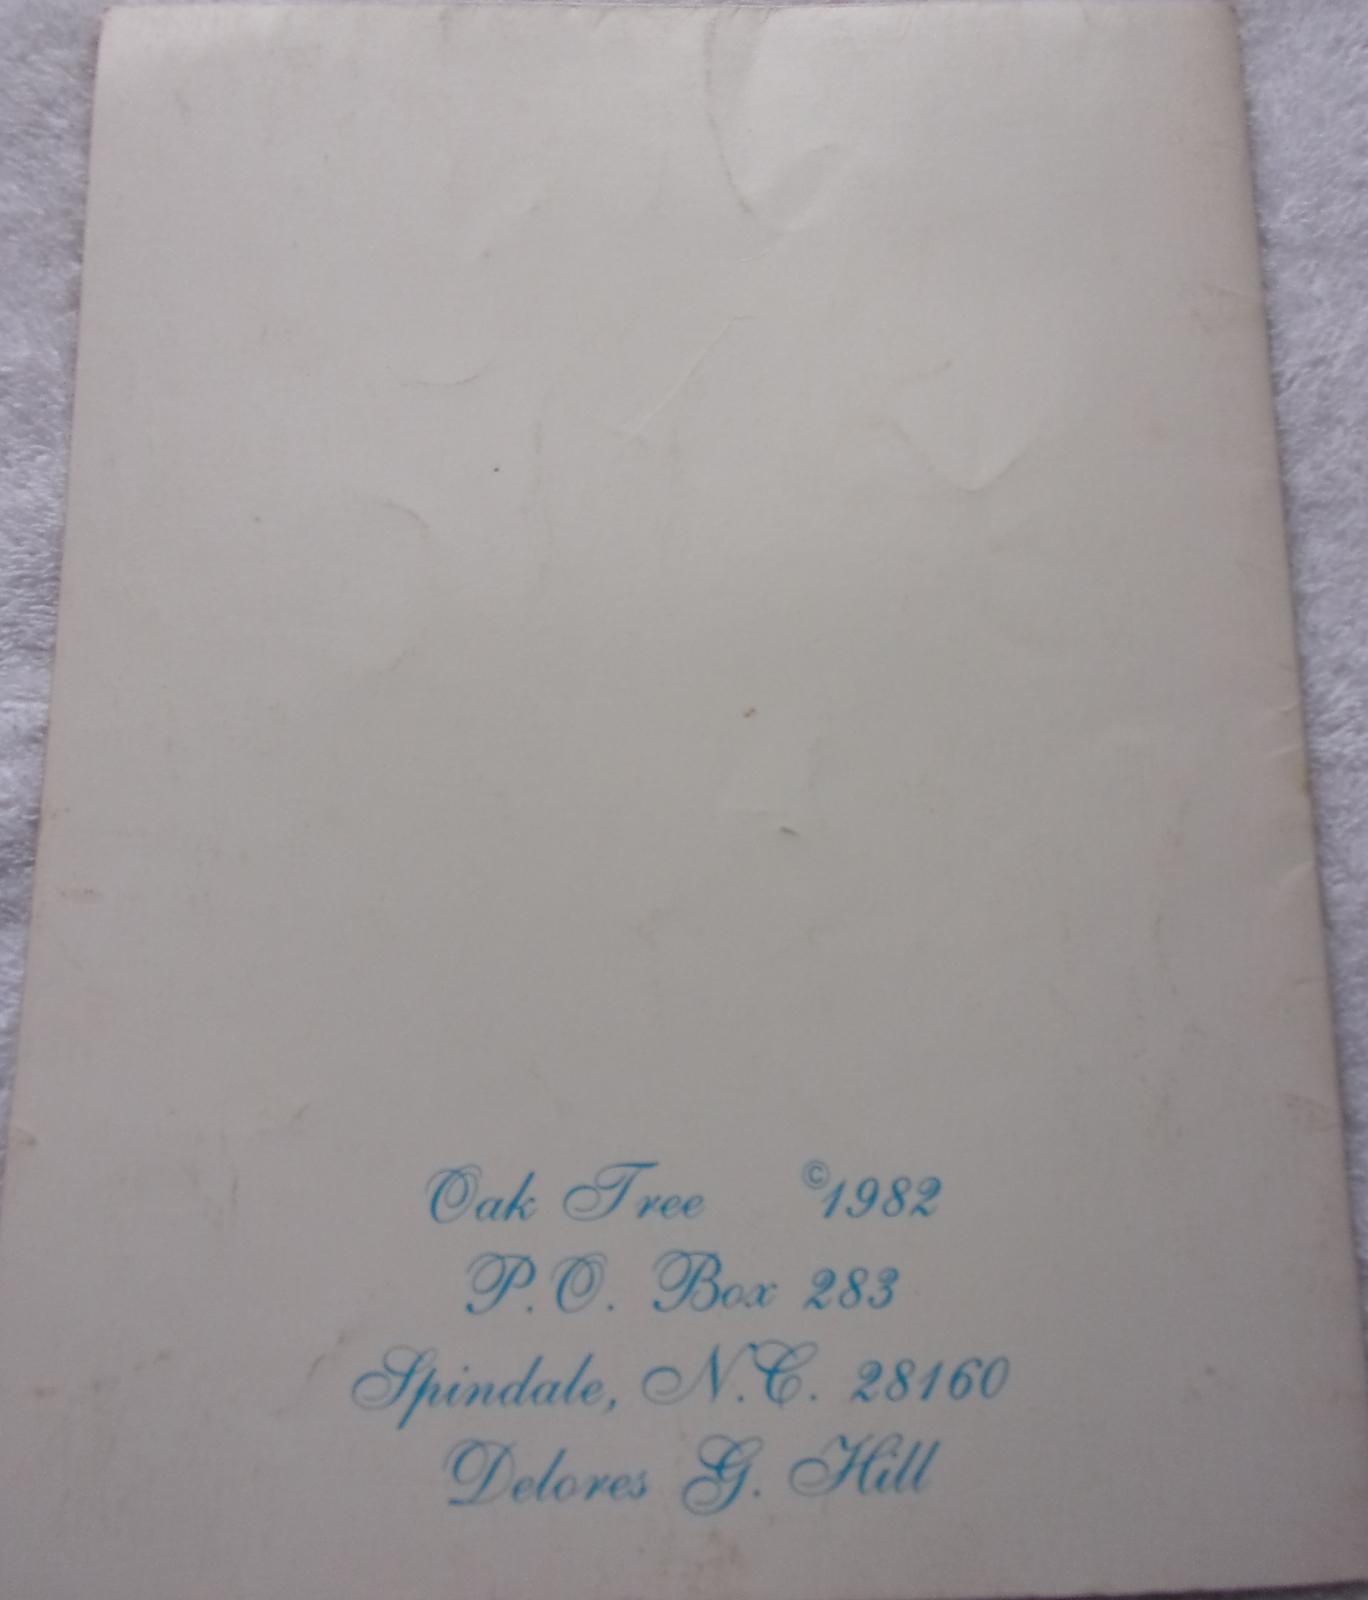 Oak Tree ©1982
P.O. Box 283
Spindale, N.C. 28160
Delores G. Hill